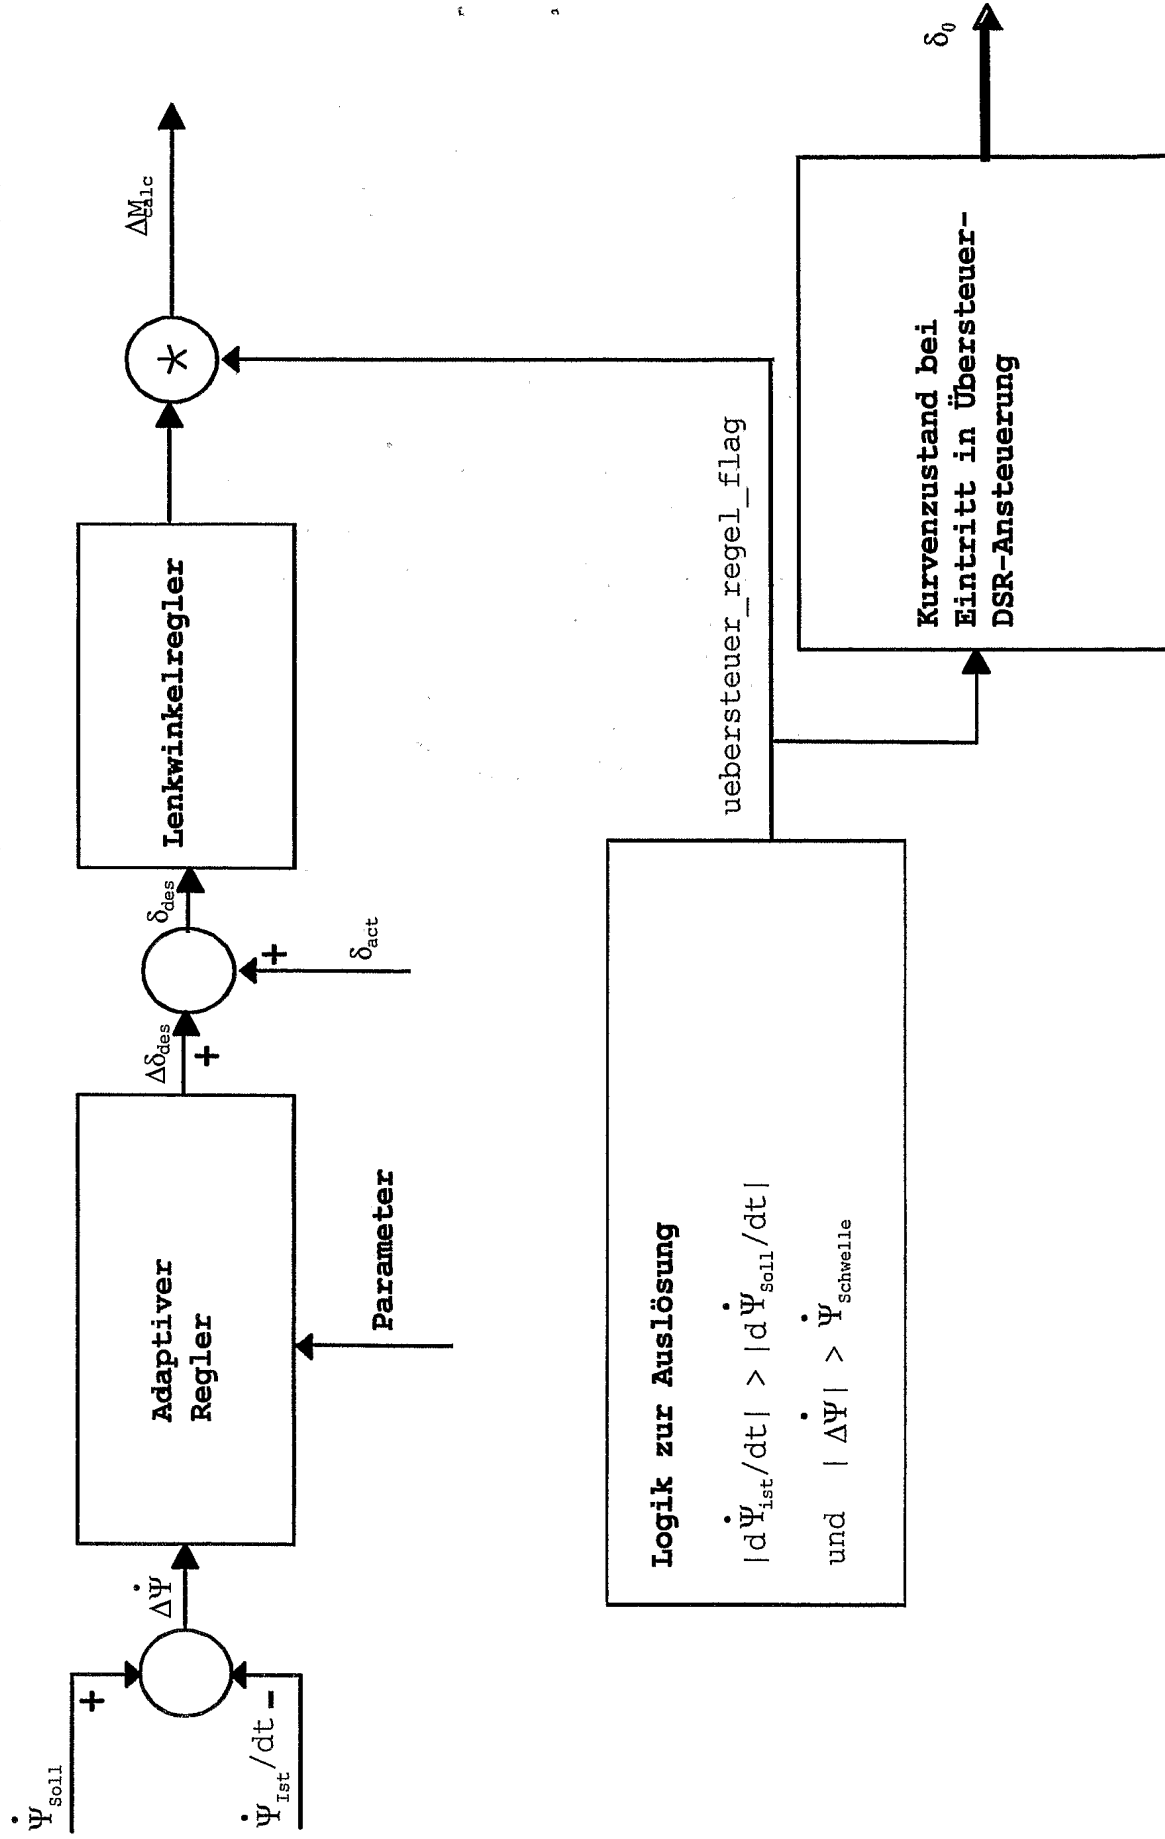 Ψ̇Soll
+
Ψ̇Ist/dt
-
ΔΨ̇
Adaptiver
Regler
Parameter
Δδdes
+
δact
+
δdes
Lenkwinkelregler
*
ΔMcalc
Logik zur Auslösung
|dΨ̇ist/dt| > |dΨ̇Soll/dt|
und | ΔΨ̇| > Ψ̇Schwelle
uebersteuer_regel_flag
Kurvenzustand bei
Eintritt in Übersteuer-
DSR-Ansteuerung
δ0